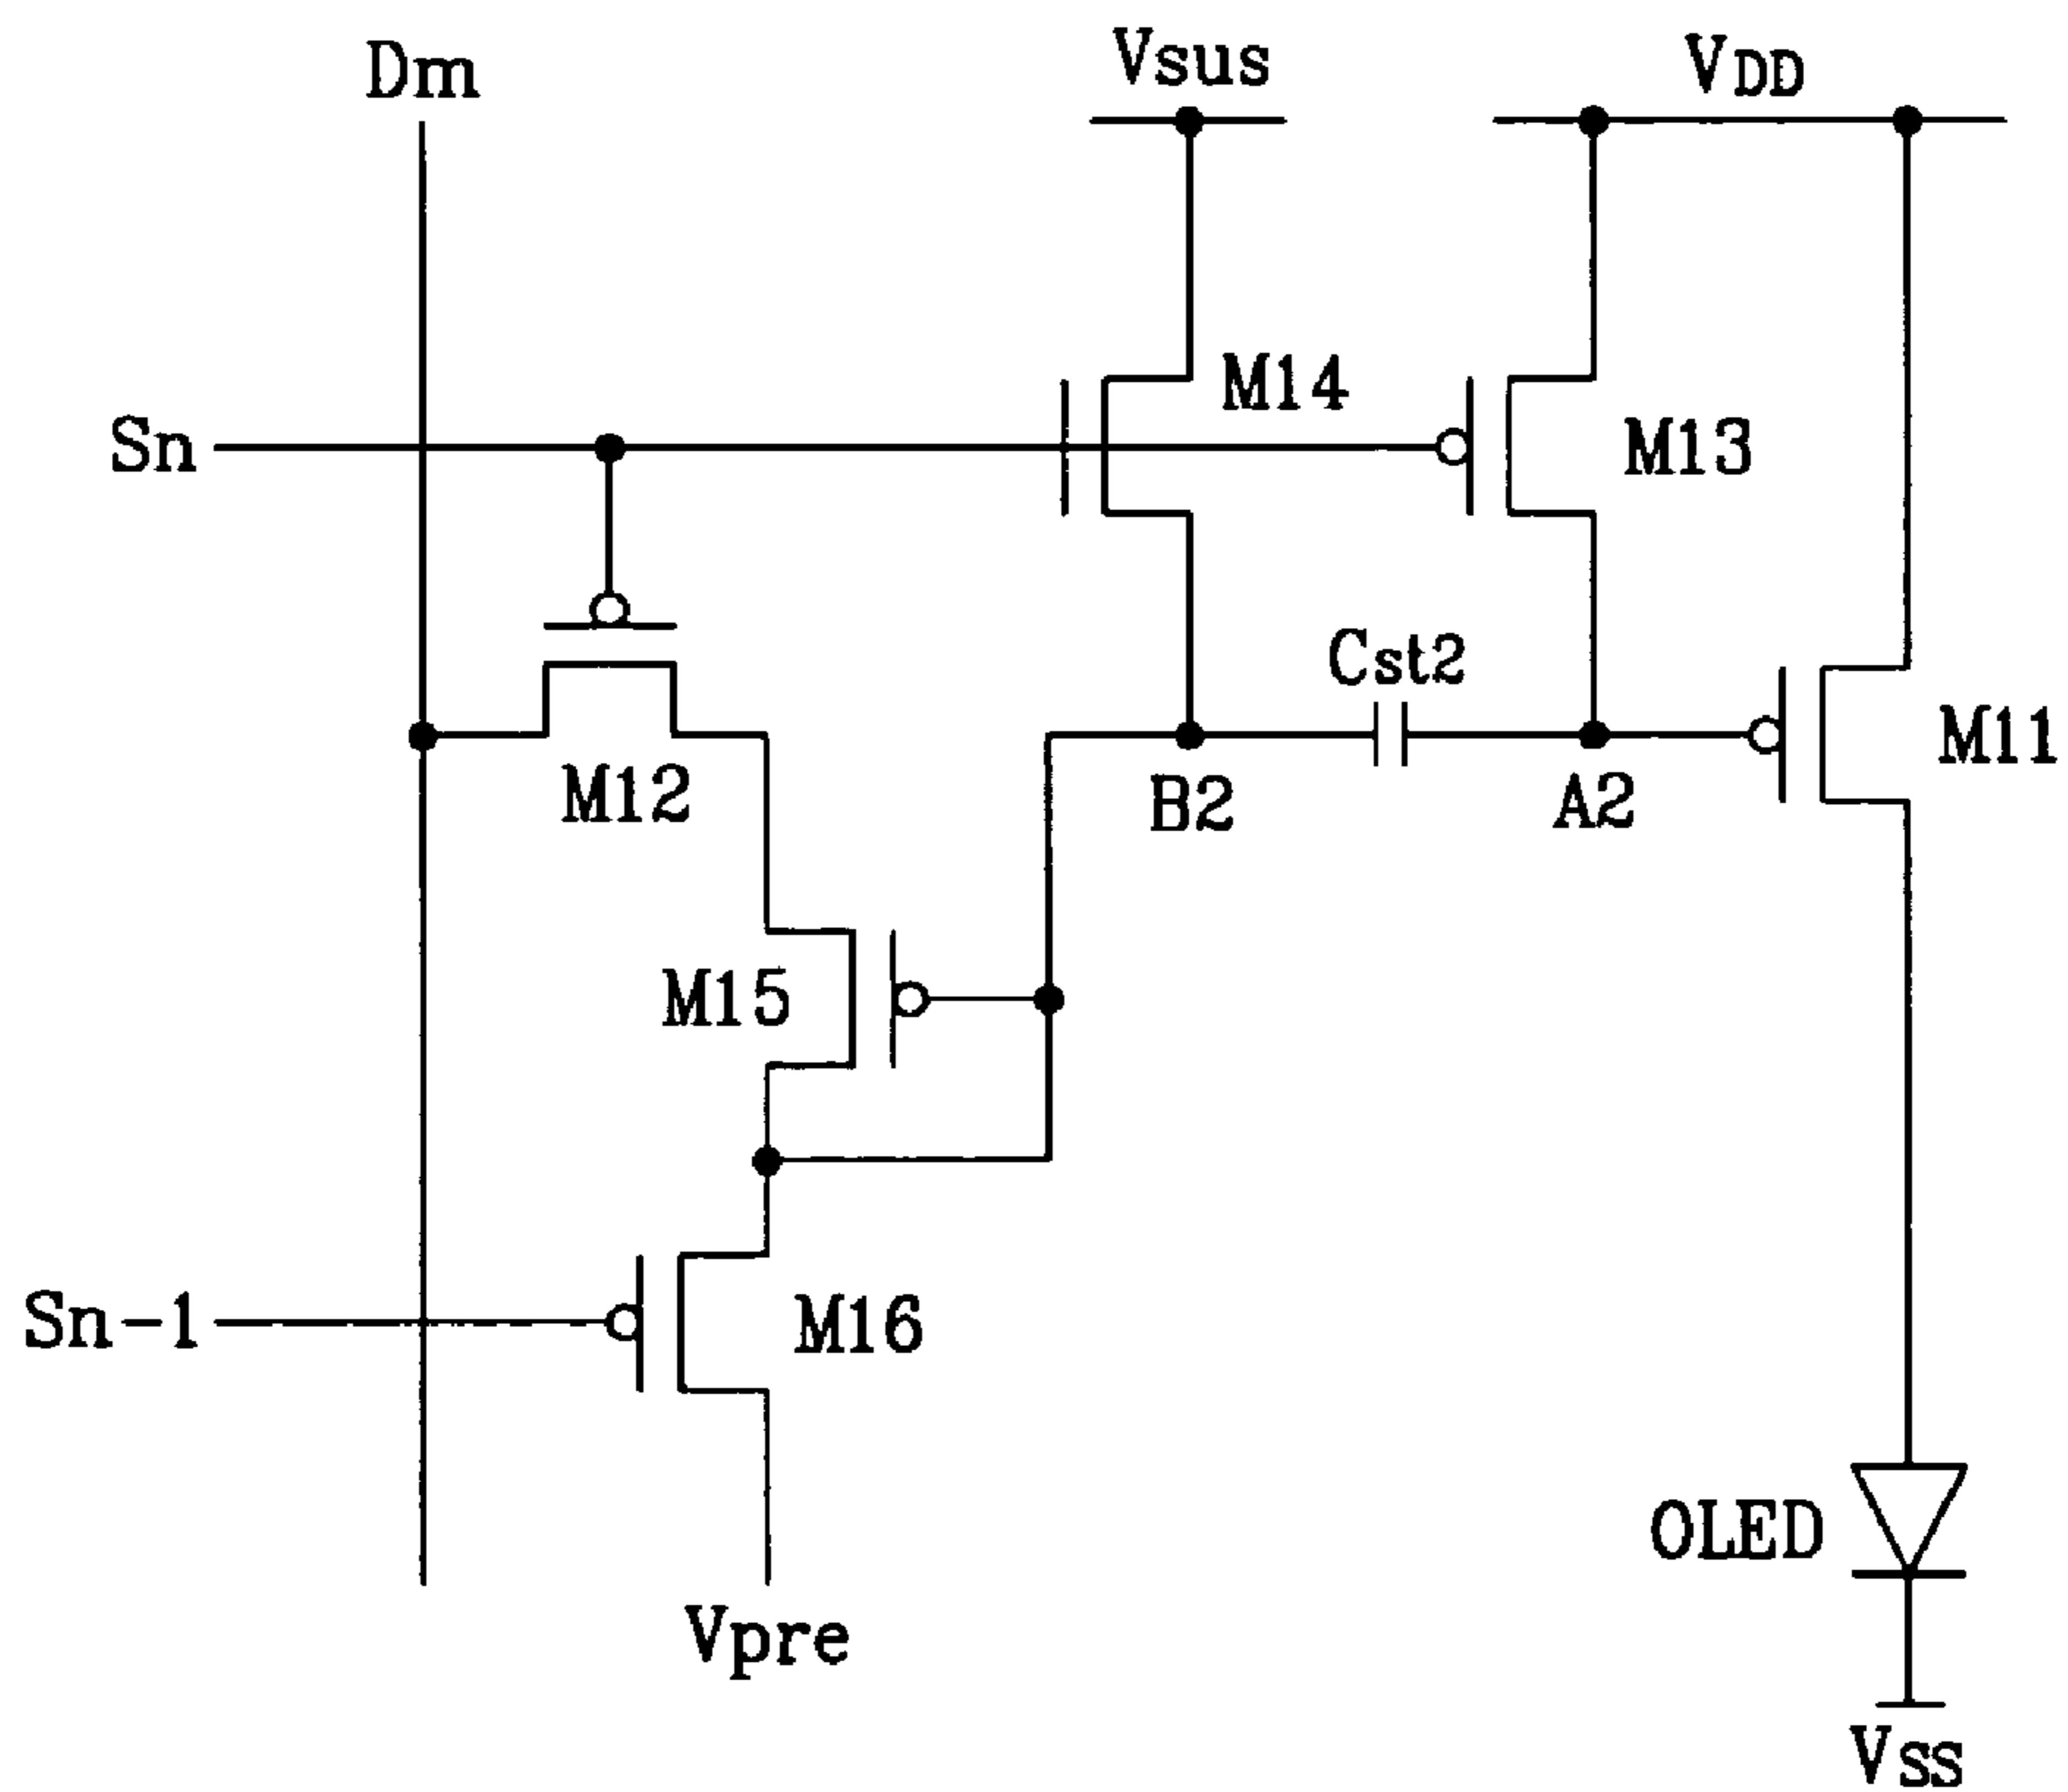 Dm
Vsus
VDD
M14
Sn
M13
Cst2
M11
M12
B2
A2
M15
Sn-1
M16
OLED
Vpre
VSS